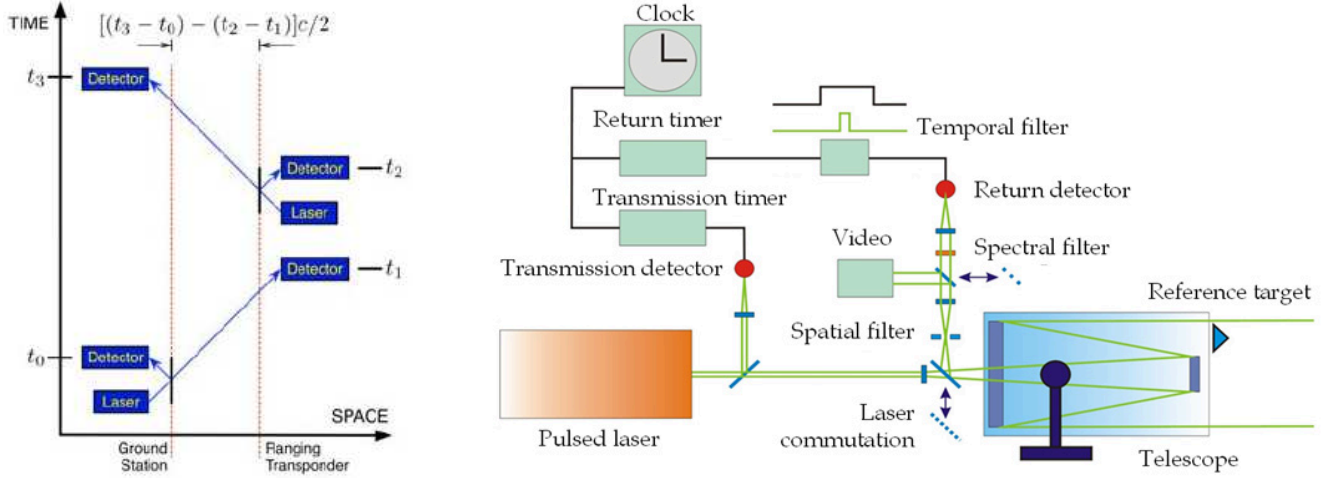 TIME
[(t₃ − t₀) − (t₂ − t₁)]c/2
t₃
Detector
Detector
t₂
Laser
Detector
t₁
t₀
Detector
Laser
SPACE
Ground
Station
Ranging
Transponder
Clock
Return timer
Temporal filter
Transmission timer
Return detector
Video
Spectral filter
Transmission detector
Reference target
Spatial filter
Laser
commutation
Pulsed laser
Telescope